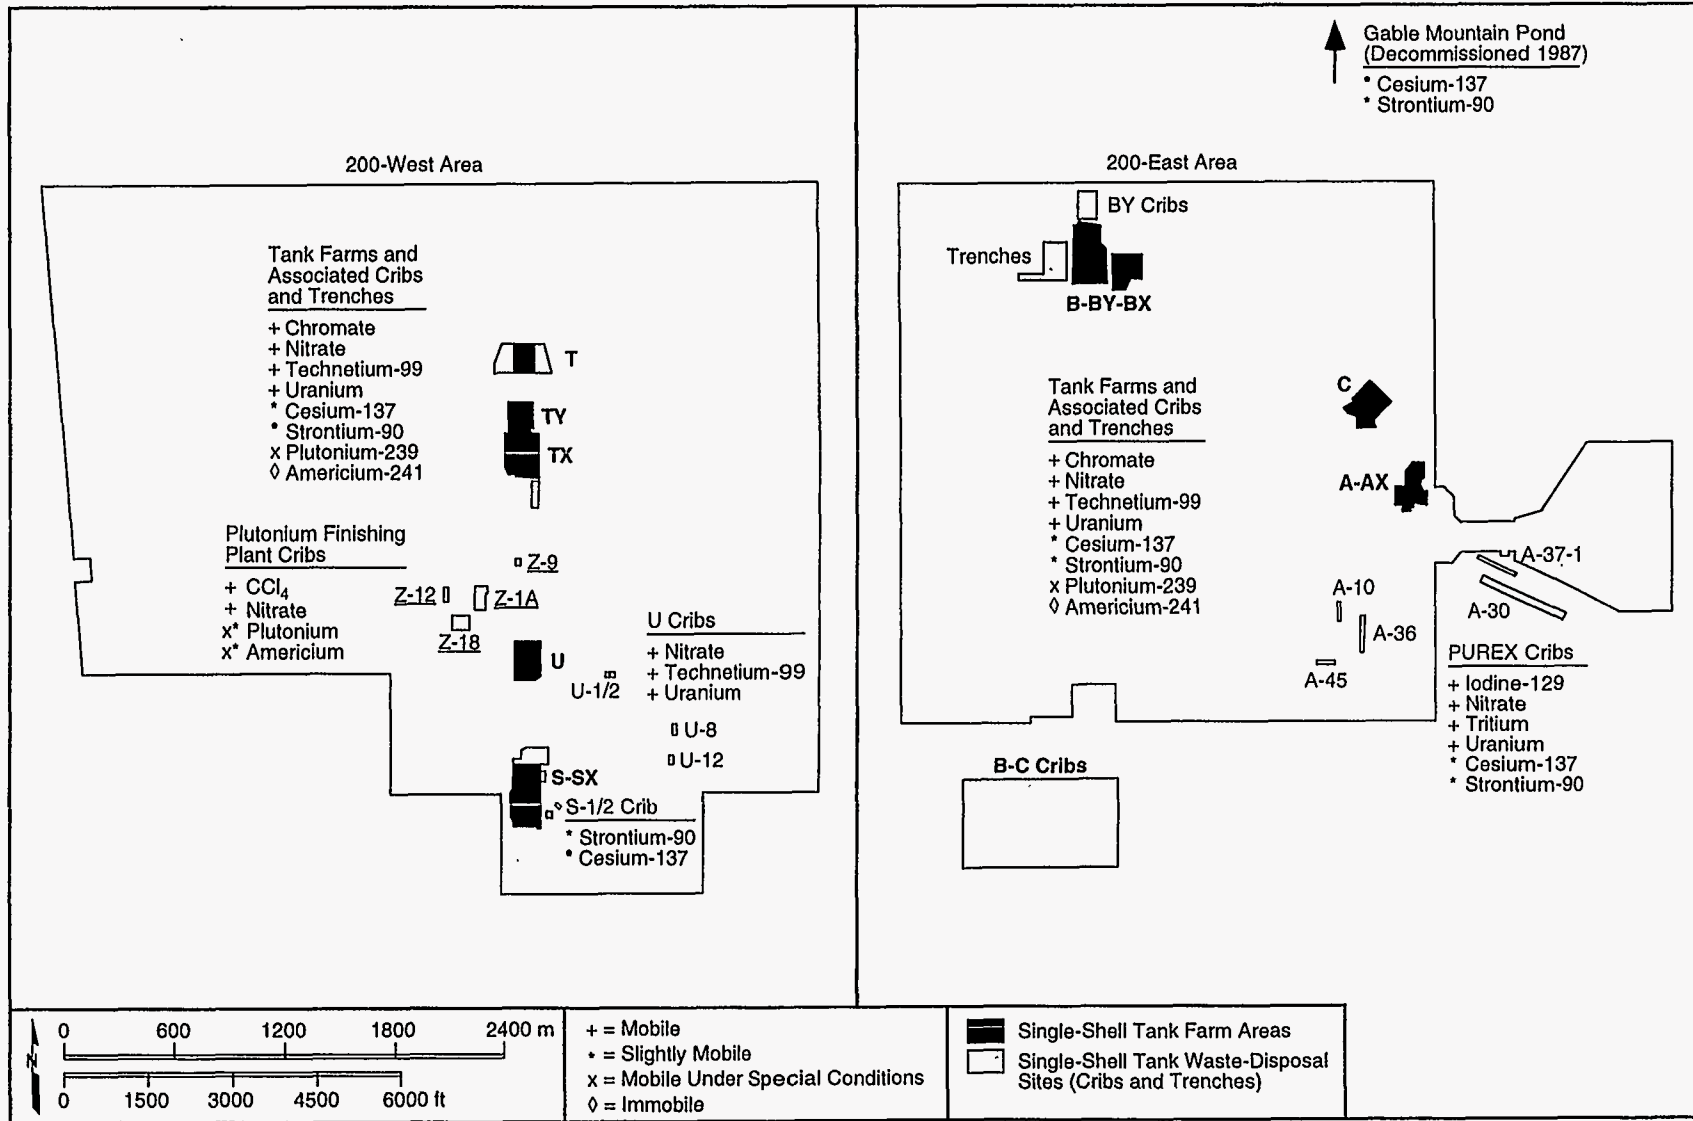 Gable Mountain Pond
(Decommissioned 1987)
* Cesium-137
* Strontium-90
200-West Area
Tank Farms and
Associated Cribs
and Trenches
+ Chromate
+ Nitrate
+ Technetium-99
+ Uranium
* Cesium-137
* Strontium-90
x Plutonium-239
◊ Americium-241
T
TY
TX
Plutonium Finishing
Plant Cribs
+ CCl₄
+ Nitrate
x* Plutonium
x* Americium
Z-9
Z-12
Z-1A
Z-18
U
U Cribs
+ Nitrate
+ Technetium-99
+ Uranium
U-1/2
U-8
U-12
S-SX
S-1/2 Crib
* Strontium-90
* Cesium-137
200-East Area
BY Cribs
Trenches
B-BY-BX
Tank Farms and
Associated Cribs
and Trenches
+ Chromate
+ Nitrate
+ Technetium-99
+ Uranium
* Cesium-137
* Strontium-90
x Plutonium-239
◊ Americium-241
C
A-AX
A-37-1
A-30
A-10
A-36
A-45
PUREX Cribs
+ Iodine-129
+ Nitrate
+ Tritium
+ Uranium
* Cesium-137
* Strontium-90
B-C Cribs
N
0 600 1200 1800 2400 m
0 1500 3000 4500 6000 ft
+ = Mobile
* = Slightly Mobile
x = Mobile Under Special Conditions
◊ = Immobile
Single-Shell Tank Farm Areas
Single-Shell Tank Waste-Disposal
Sites (Cribs and Trenches)